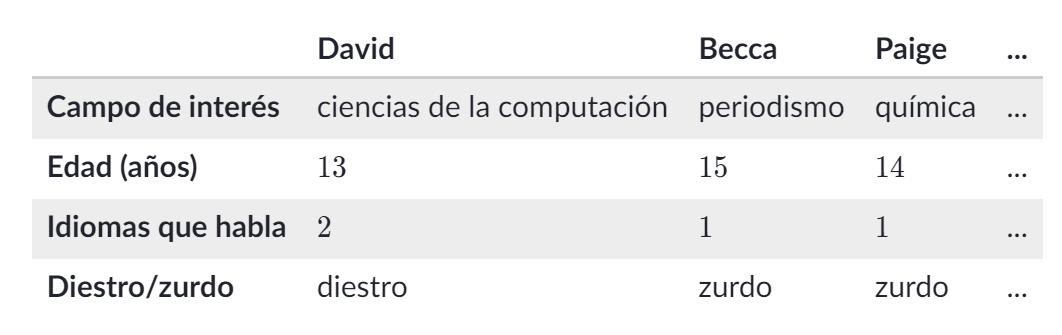 David Becca Paige ...
Campo de interés ciencias de la computación periodismo química ...
Edad (años) 13 15 14 ...
Idiomas que habla 2 1 1 ...
Diestro/zurdo diestro zurdo zurdo ...